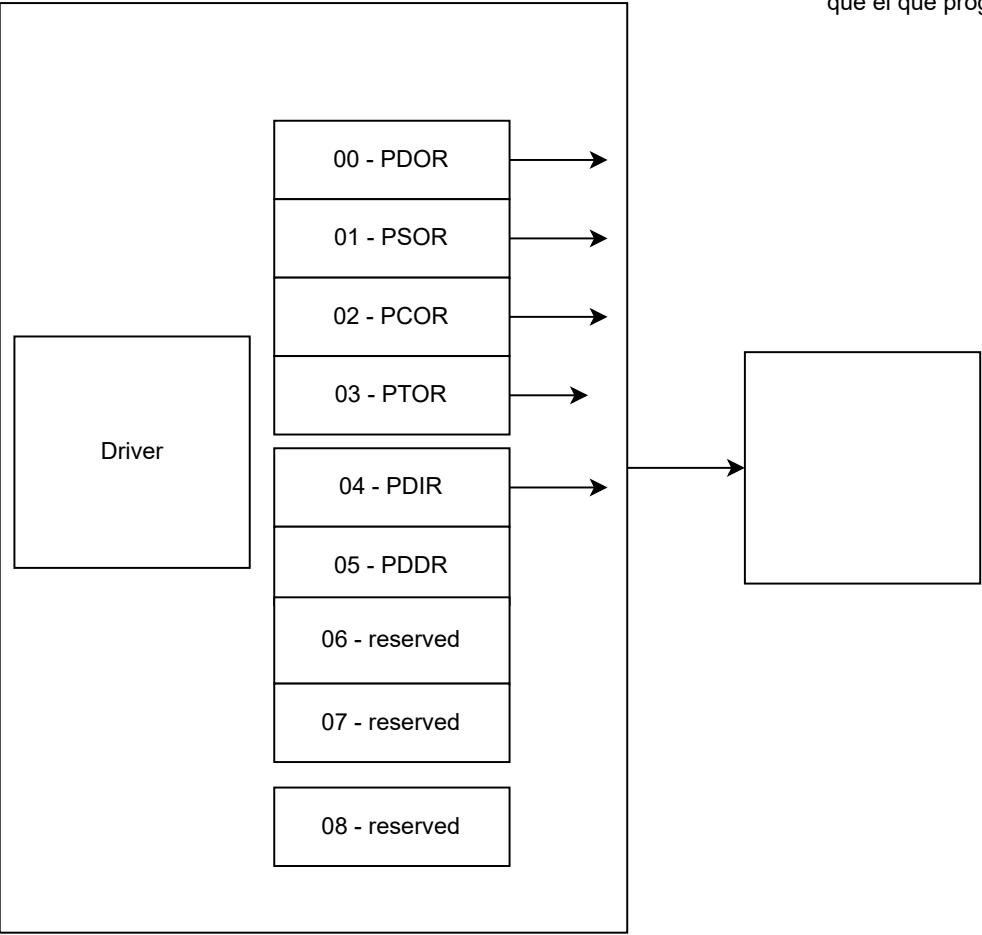 que el que
00 - PDOR
01 - PSOR
02 - PCOR
03 - PTOR
Driver
04 - PDIR
05 - PDDR
06 - reserved
07 - reserved
08 - reserved